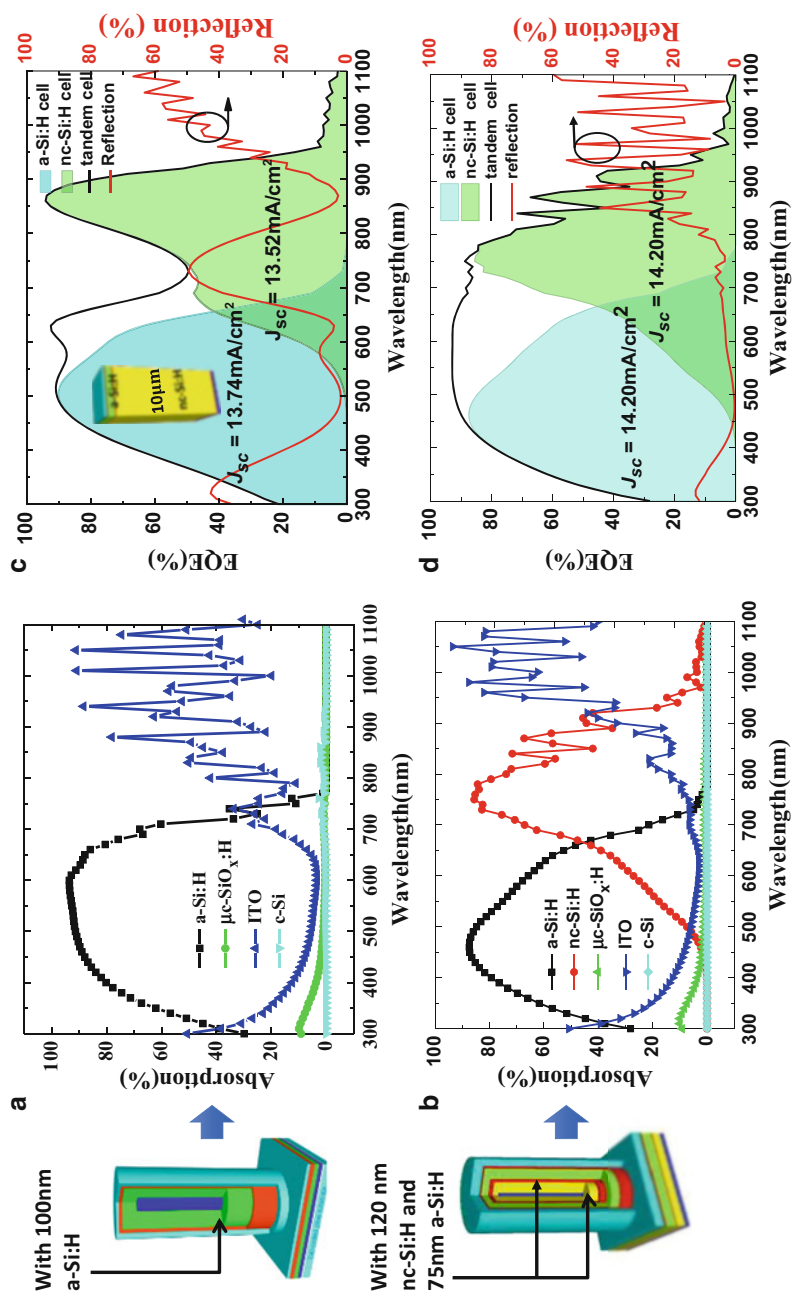 a
With 100nm
a-Si:H
Absorption(%)
100
80
60
40
20
0
300 400 500 600 700 800 900 1000 1100
Wavelength(nm)
a-Si:H
μc-SiOx:H
ITO
c-Si
b
With 120 nm
nc-Si:H and
75nm a-Si:H
Absorption(%)
100
80
60
40
20
0
300 400 500 600 700 800 900 1000 1100
Wavelength(nm)
a-Si:H
nc-Si:H
μc-SiOx:H
ITO
c-Si
c
EQE(%)
100
80
60
40
20
0
300 400 500 600 700 800 900 1000 1100
Wavelength(nm)
Reflection (%)
100
80
60
40
20
0
a-Si:H cell
nc-Si:H cell
tandem cell
Reflection
a-Si:H
10μm
nc-Si:H
Jsc = 13.74mA/cm²
Jsc = 13.52mA/cm²
d
EQE(%)
100
80
60
40
20
0
300 400 500 600 700 800 900 1000 1100
Wavelength(nm)
Reflection (%)
100
80
60
40
20
0
a-Si:H cell
nc-Si:H cell
tandem cell
reflection
Jsc = 14.20mA/cm²
Jsc = 14.20mA/cm²